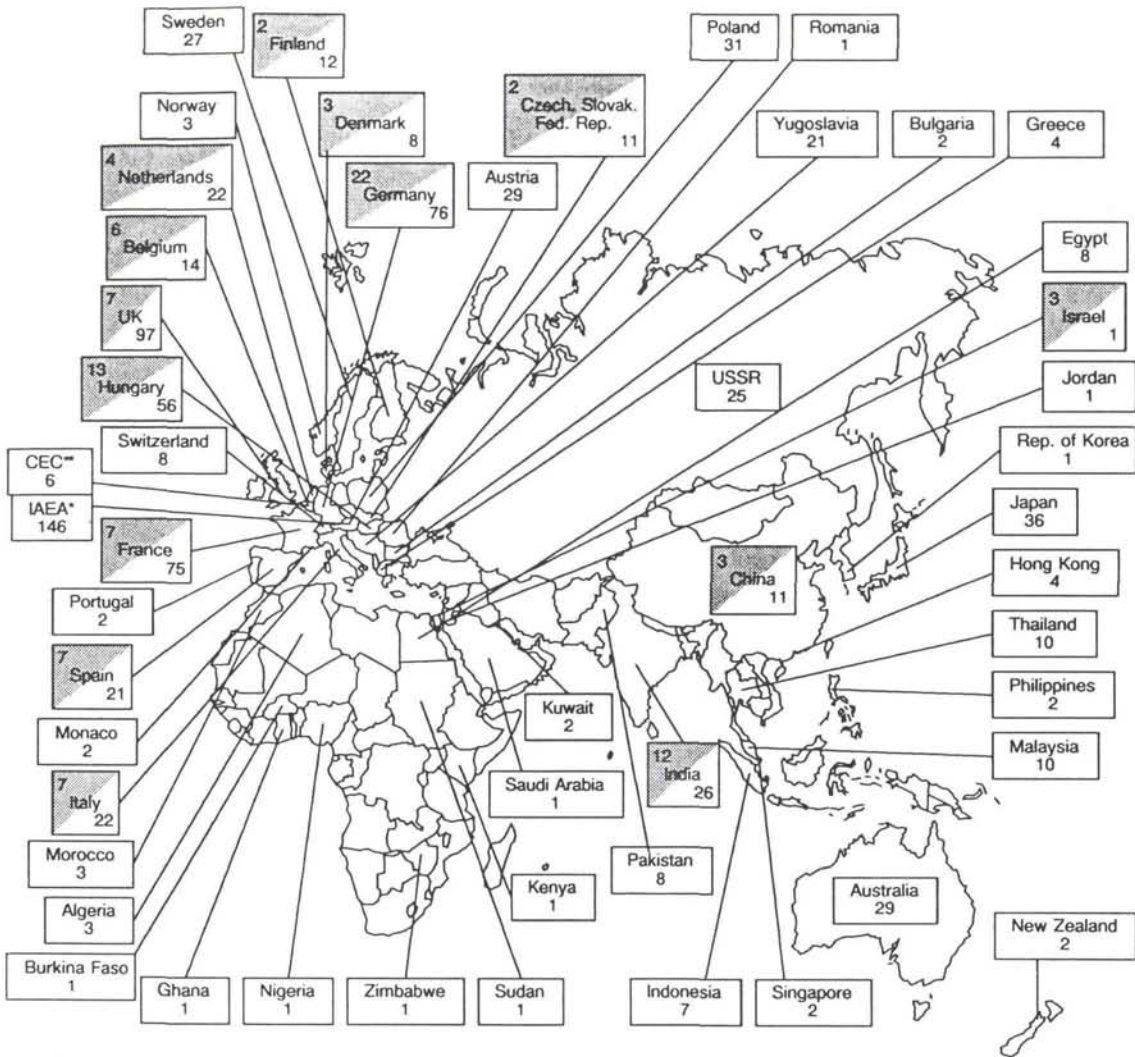 Sweden
27
2
Finland
12
Poland
31
Romania
1
Norway
3
3
Denmark
8
2
Czech. Slovak.
Fed. Rep.
11
Yugoslavia
21
Bulgaria
2
Greece
4
4
Netherlands
22
22
Germany
76
Austria
29
6
Belgium
14
Egypt
8
7
UK
97
3
Israel
1
13
Hungary
56
USSR
25
Jordan
1
Switzerland
8
Rep. of Korea
1
CEC**
6
IAEA*
146
Japan
36
7
France
75
3
China
11
Hong Kong
4
Portugal
2
Thailand
10
7
Spain
21
Kuwait
2
Philippines
2
Monaco
2
12
India
26
Malaysia
10
7
Italy
22
Saudi Arabia
1
Morocco
3
Pakistan
8
Kenya
1
Australia
29
Algeria
3
New Zealand
2
Burkina Faso
1
Ghana
1
Nigeria
1
Zimbabwe
1
Sudan
1
Indonesia
7
Singapore
2